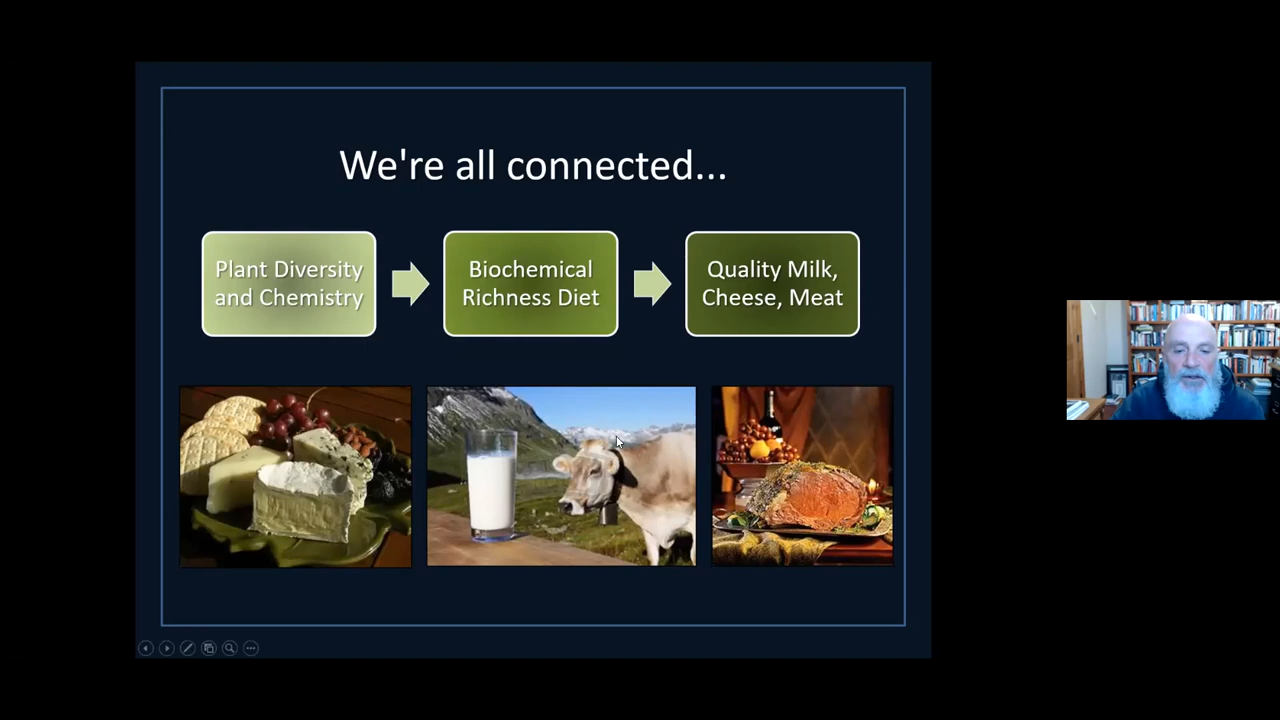 We're all connected...
Plant Diversity
and Chemistry
Biochemical
Richness Diet
Quality Milk,
Cheese, Meat